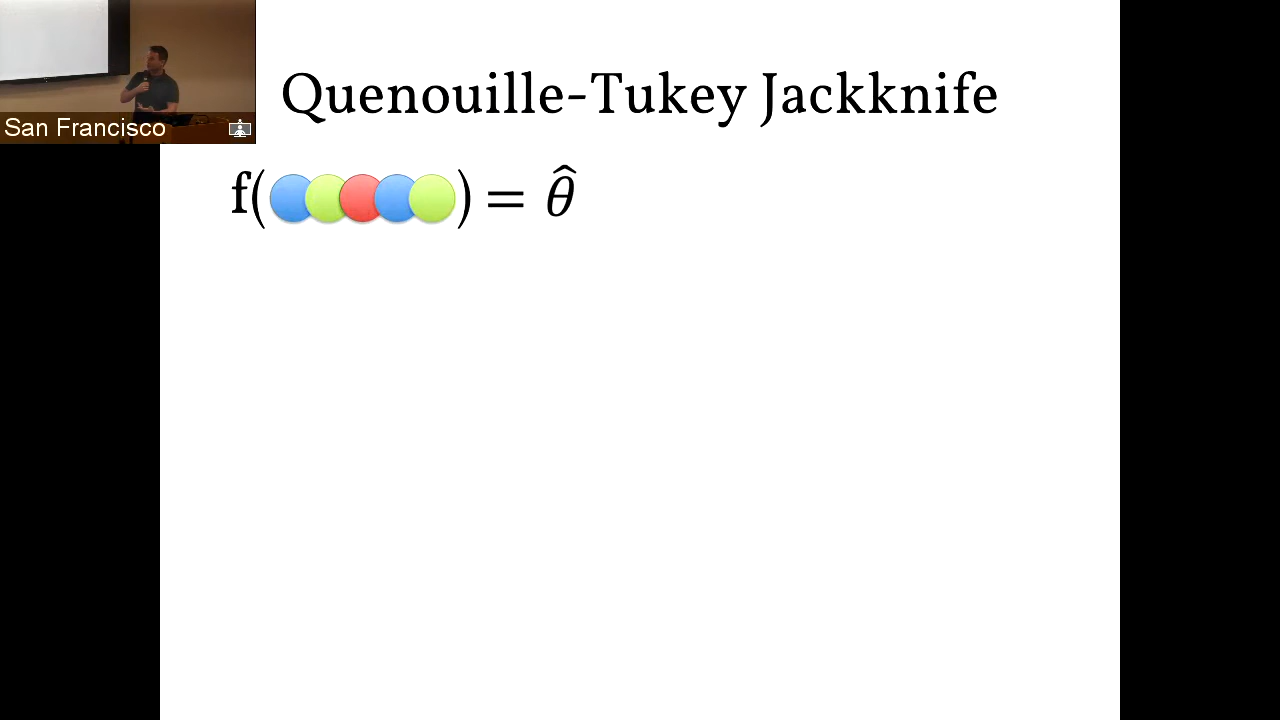 Quenouille-Tukey Jackknife
San Francisco
f( ) = θ̂